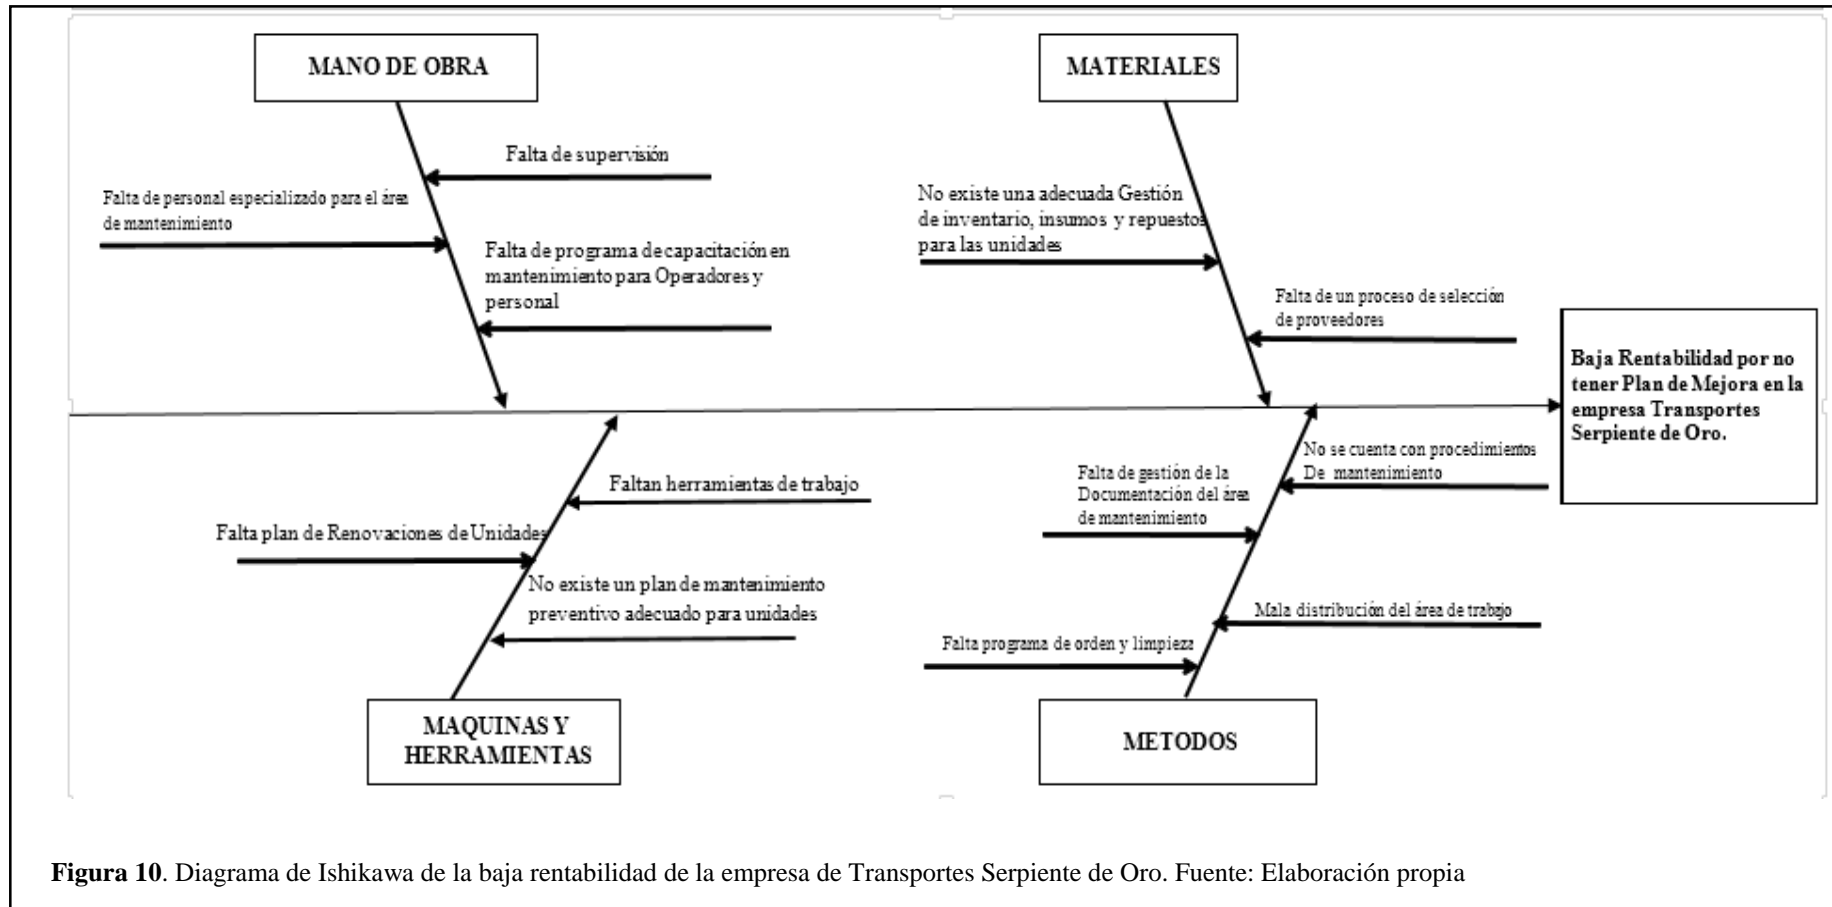 MANO DE OBRA
MATERIALES
Falta de supervisión
Falta de personal especializado para el área
de mantenimiento
Falta de programa de capacitación en
mantenimiento para Operadores y
personal
No existe una adecuada Gestión
de inventario, insumos y repuestos
para las unidades
Falta de un proceso de selección
de proveedores
Baja Rentabilidad por no
tener Plan de Mejora en la
empresa Transportes
Serpiente de Oro.
Faltan herramientas de trabajo
Falta plan de Renovaciones de Unidades
No existe un plan de mantenimiento
preventivo adecuado para unidades
No se cuenta con procedimientos
De mantenimiento
Falta de gestión de la
Documentación del área
de mantenimiento
Mala distribución del área de trabajo
Falta programa de orden y limpieza
MAQUINAS Y
HERRAMIENTAS
METODOS
Figura 10. Diagrama de Ishikawa de la baja rentabilidad de la empresa de Transportes Serpiente de Oro. Fuente: Elaboración propia